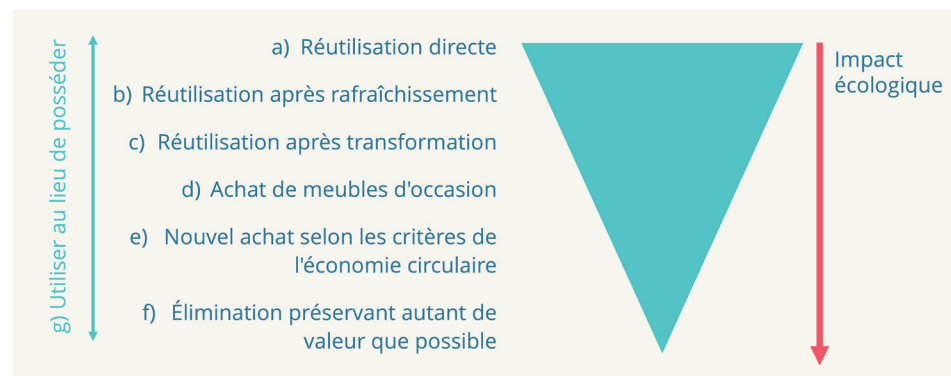 g) Utiliser au lieu de posséder
a) Réutilisation directe
b) Réutilisation après rafraîchissement
c) Réutilisation après transformation
d) Achat de meubles d'occasion
e) Nouvel achat selon les critères de
l'économie circulaire
f) Élimination préservant autant de
valeur que possible
Impact
écologique